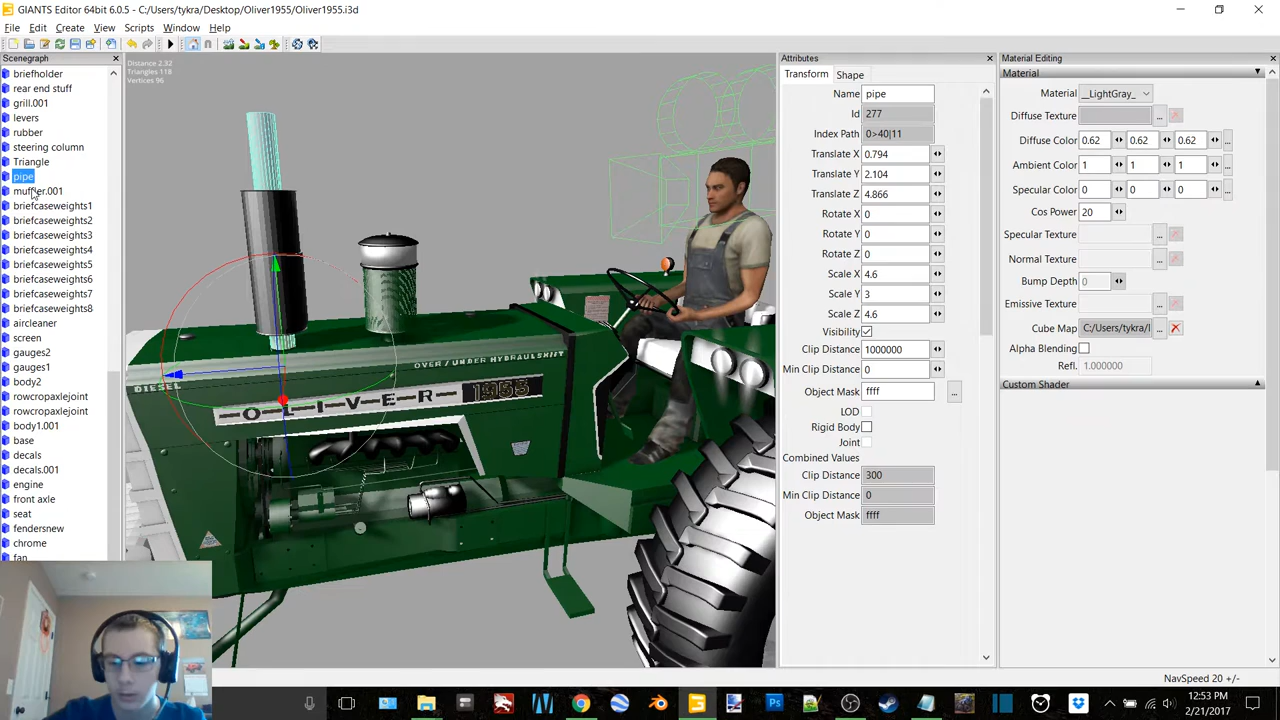 GIANTS Editor 64bit 6.0.5 - C:/Users/tykra/Desktop/Oliver1955/Oliver1955.i3d
File Edit Create View Scripts Window Help
Scenegraph
briefholder
rear end stuff
grill.001
levers
rubber
steering column
Triangle
pipe
muffler.001
briefcaseweights1
briefcaseweights2
briefcaseweights3
briefcaseweights4
briefcaseweights5
briefcaseweights6
briefcaseweights7
briefcaseweights8
aircleaner
screen
gauges2
gauges1
body2
rowcropaxlejoint
rowcropaxlejoint
body1.001
base
decals
decals.001
engine
front axle
seat
fendersnew
chrome
fan
Distance 2.32
Triangles 118
Vertices 96
DIESEL
OVER/UNDER HYDRAULSHIFT
OLIVER 1955
Attributes
Transform Shape
Name pipe
Id 277
Index Path 0>40|11
Translate X 0.794
Translate Y 2.104
Translate Z 4.866
Rotate X 0
Rotate Y 0
Rotate Z 0
Scale X 4.6
Scale Y 3
Scale Z 4.6
Visibility
Clip Distance 1000000
Min Clip Distance 0
Object Mask ffff ...
LOD
Rigid Body
Joint
Combined Values
Clip Distance 300
Min Clip Distance 0
Object Mask ffff
Material Editing
Material
Material __LightGray_
Diffuse Texture ...
Diffuse Color 0.62 0.62 0.62 ...
Ambient Color 1 1 1 ...
Specular Color 0 0 0 ...
Cos Power 20
Specular Texture ...
Normal Texture ...
Bump Depth 0
Emissive Texture ...
Cube Map C:/Users/tykra/ ...
Alpha Blending
Refl. 1.000000
Custom Shader
NavSpeed 20 +/-
12:53 PM
2/21/2017